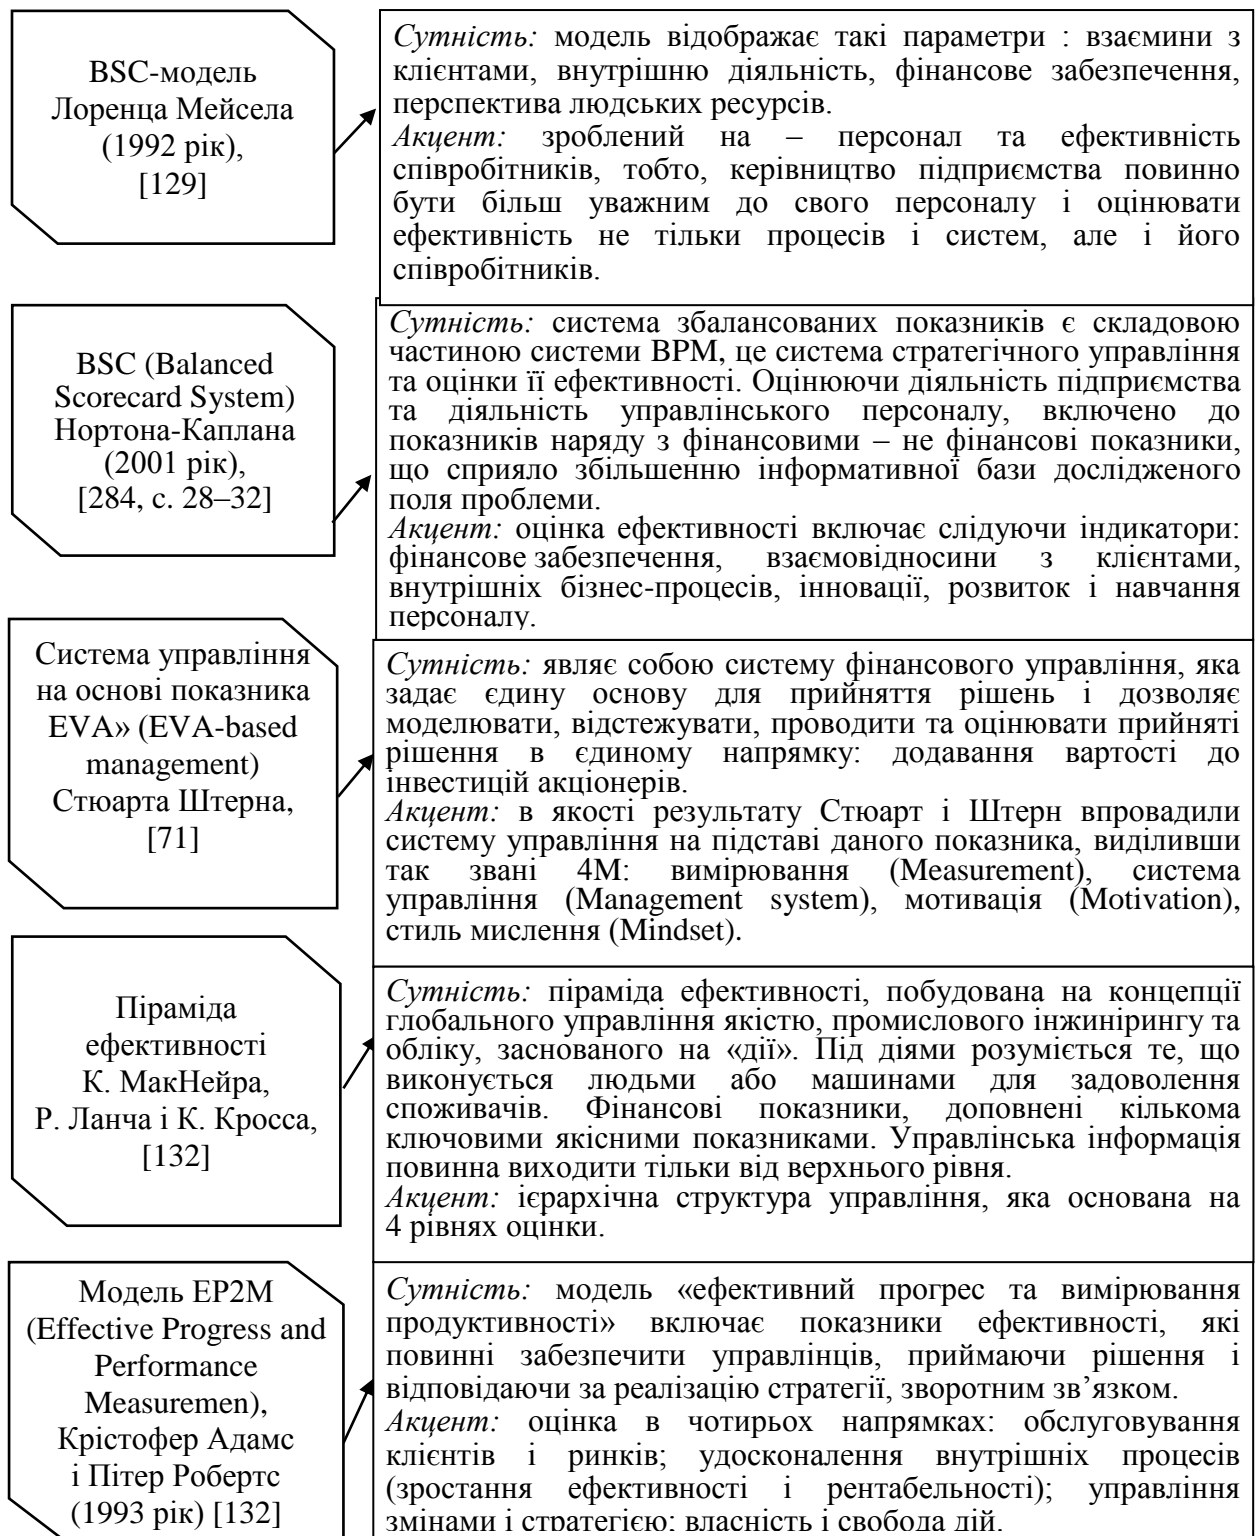 BSC-модель
Лоренца Мейсела
(1992 рік),
[129]
Сутність: модель відображає такі параметри : взаємини з
клієнтами, внутрішню діяльність, фінансове забезпечення,
перспектива людських ресурсів.
Акцент: зроблений на – персонал та ефективність
співробітників, тобто, керівництво підприємства повинно
бути більш уважним до свого персоналу і оцінювати
ефективність не тільки процесів і систем, але і його
співробітників.
BSC (Balanced
Scorecard System)
Нортона-Каплана
(2001 рік),
[284, с. 28–32]
Сутність: система збалансованих показників є складовою
частиною системи BPM, це система стратегічного управління
та оцінки її ефективності. Оцінюючи діяльність підприємства
та діяльність управлінського персоналу, включено до
показників наряду з фінансовими – не фінансові показники,
що сприяло збільшенню інформативної бази дослідженого
поля проблеми.
Акцент: оцінка ефективності включає слідуючи індикатори:
фінансове забезпечення, взаємовідносини з клієнтами,
внутрішніх бізнес-процесів, інновації, розвиток і навчання
персоналу.
Система управління
на основі показника
EVA» (EVA-based
management)
Стюарта Штерна,
[71]
Сутність: являє собою систему фінансового управління, яка
задає єдину основу для прийняття рішень і дозволяє
моделювати, відстежувати, проводити та оцінювати прийняті
рішення в єдиному напрямку: додавання вартості до
інвестицій акціонерів.
Акцент: в якості результату Стюарт і Штерн впровадили
систему управління на підставі даного показника, виділивши
так звані 4М: вимірювання (Measurement), система
управління (Management system), мотивація (Motivation),
стиль мислення (Mindset).
Піраміда
ефективності
К. МакНейра,
Р. Ланча і К. Кросса,
[132]
Сутність: піраміда ефективності, побудована на концепції
глобального управління якістю, промислового інжинірингу та
обліку, заснованого на «дії». Під діями розуміється те, що
виконується людьми або машинами для задоволення
споживачів. Фінансові показники, доповнені кількома
ключовими якісними показниками. Управлінська інформація
повинна виходити тільки від верхнього рівня.
Акцент: ієрархічна структура управління, яка основана на
4 рівнях оцінки.
Модель EP2M
(Effective Progress and
Performance
Measuremen),
Крістофер Адамс
і Пітер Робертс
(1993 рік) [132]
Сутність: модель «ефективний прогрес та вимірювання
продуктивності» включає показники ефективності, які
повинні забезпечити управлінців, приймаючи рішення і
відповідаючи за реалізацію стратегії, зворотним зв’язком.
Акцент: оцінка в чотирьох напрямках: обслуговування
клієнтів і ринків; удосконалення внутрішніх процесів
(зростання ефективності і рентабельності); управління
змінами і стратегією; власність і свобода дій.